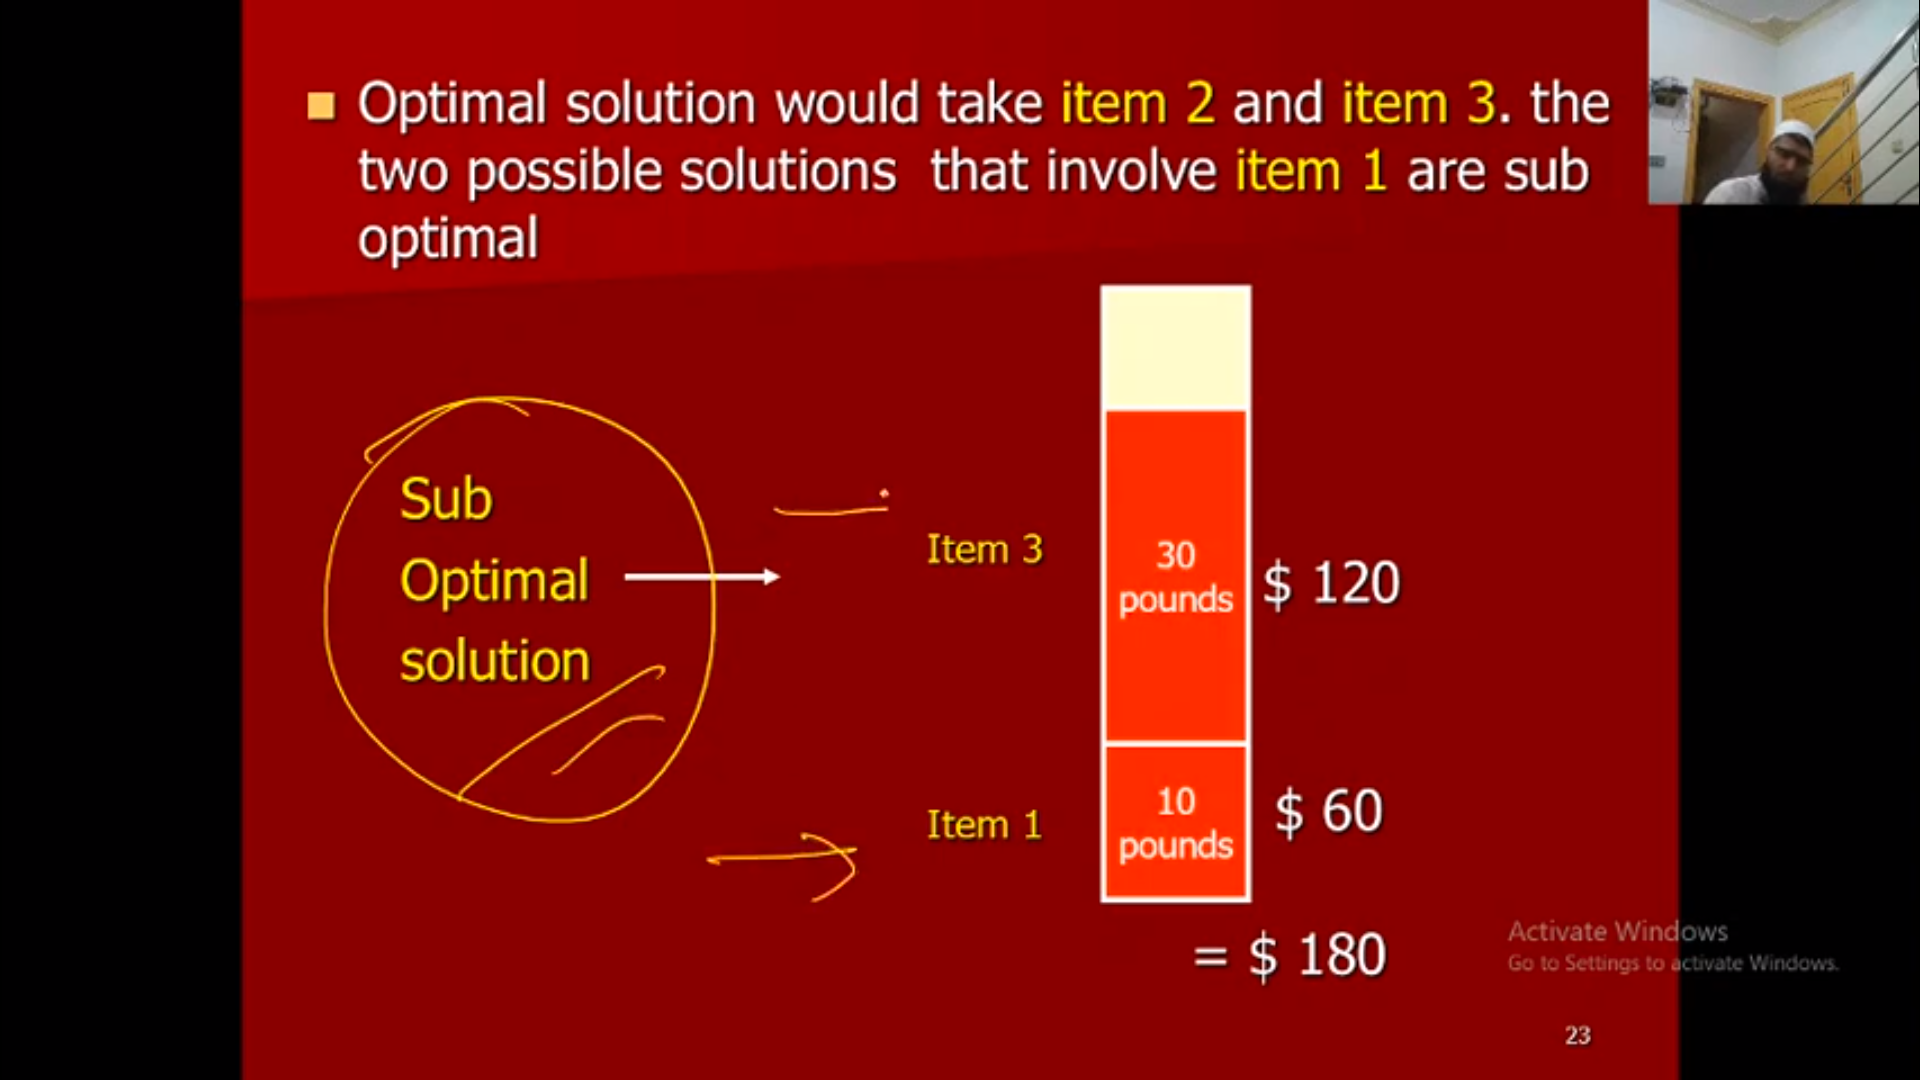 Optimal solution would take item 2 and item 3. the
two possible solutions that involve item 1 are sub
optimal
Sub
Optimal
solution
Item 3
30
pounds
$ 120
Item 1
10
pounds
$ 60
= $ 180
Activate Windows
Go to Settings to activate Windows.
23